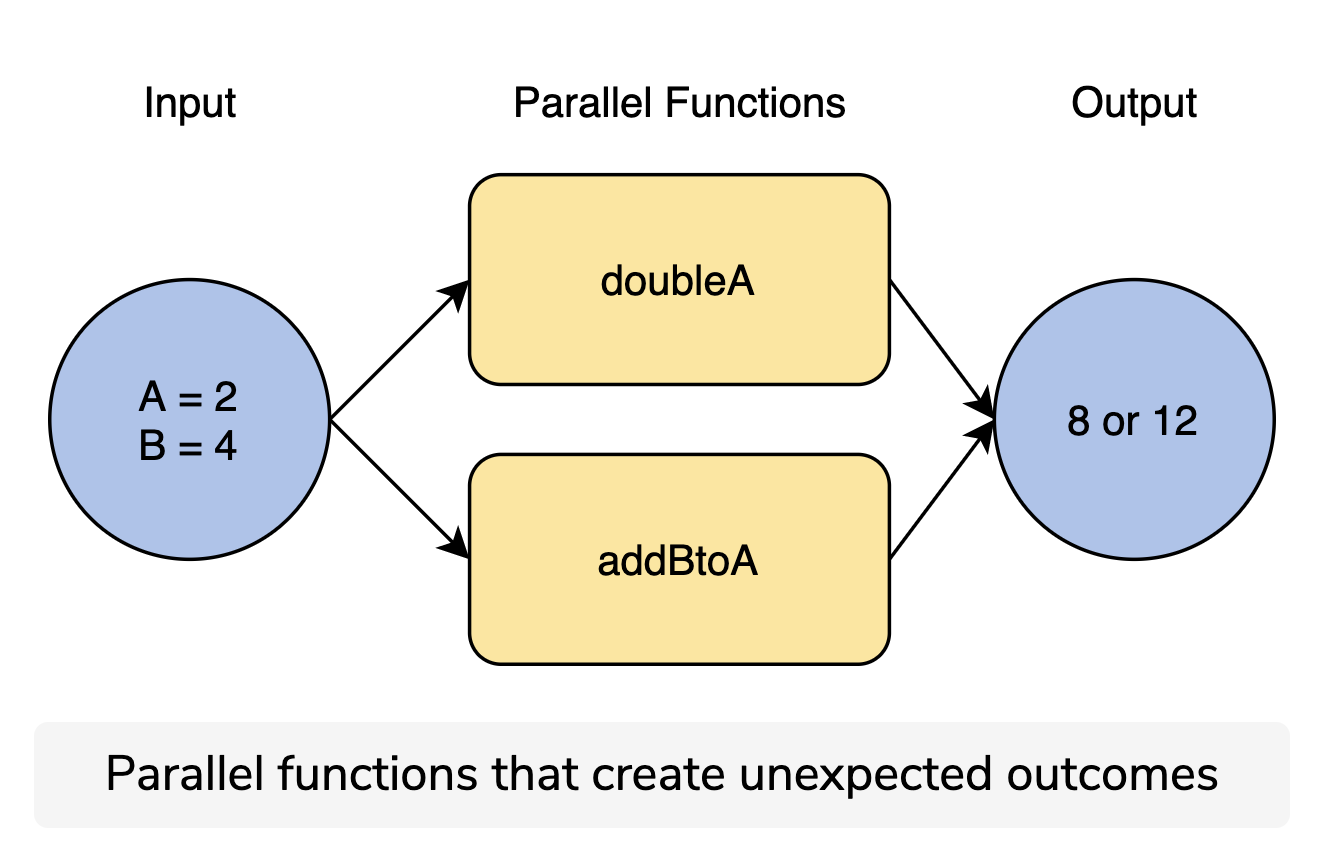 Input
Parallel Functions
Output
doubleA
A = 2
B = 4
8 or 12
addBtoA
Parallel functions that create unexpected outcomes